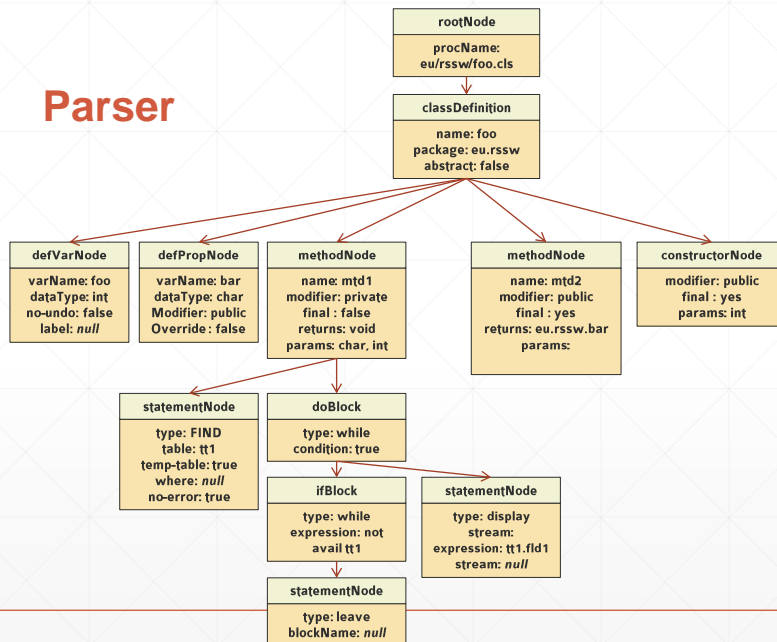 rootNode
procName:
eu/rssw/foo.cls
Parser
classDefinition
name: foo
package: eu.rssw
abstract: false
defVarNode
varName: foo
dataType: int
no-undo: false
label: null
defPropNode
varName: bar
dataType: char
Modifier: public
Override : false
methodNode
name: mtd1
modifier: private
final : false
returns: void
params: char, int
methodNode
name: mtd2
modifier: public
final : yes
returns: eu.rssw.bar
params:
constructorNode
modifier: public
final : yes
params: int
statementNode
type: FIND
table: tt1
temp-table: true
where: null
no-error: true
doBlock
type: while
condition: true
ifBlock
type: while
expression: not
avail tt1
statementNode
type: display
stream:
expression: tt1.fld1
stream: null
statementNode
type: leave
blockName: null